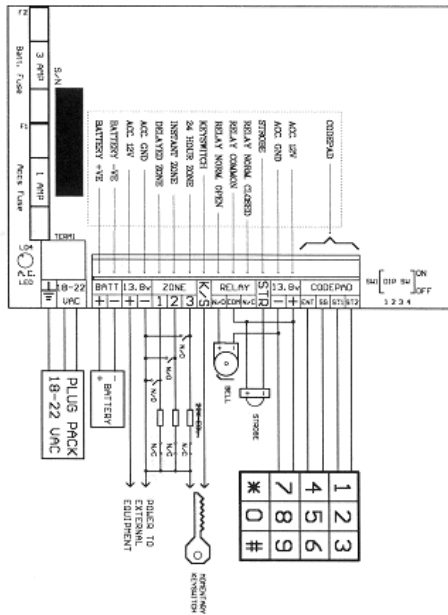 F2
3 AMP
Batt. Fuse
F1
1 AMP
Accs Fuse
S/N
CODEPAD
ACC 12V
ACC GND
STROBE
RELAY NORM. CLOSED
RELAY COMMON
RELAY NORM. OPEN
KEYSWITCH
24 HOUR ZONE
INSTANT ZONE
DELAYED ZONE
ACC GND
ACC 12V
BATTERY -VE
BATTERY +VE
TERM1
LD4
A.C.
LED
18-22
VAC
BATT
+ -
13.8v
+ -
ZONE
1 2 3
K/S
RELAY
N/O COM N/C
STR
13.8v
- +
CODEPAD
ENT SG ST1 ST2
SW1 DIP SW
ON
OFF
1 2 3 4
N/O
N/O
N/O
N/C
N/C
N/C
PLUG PACK
18-22 VAC
+ -
BATTERY
POWER TO
EXTERNAL
EQUIPMENT
MOMENTARY
KEYSWITCH
+ -
BELL
STROBE
1 2 3
4 5 6
7 8 9
* 0 #